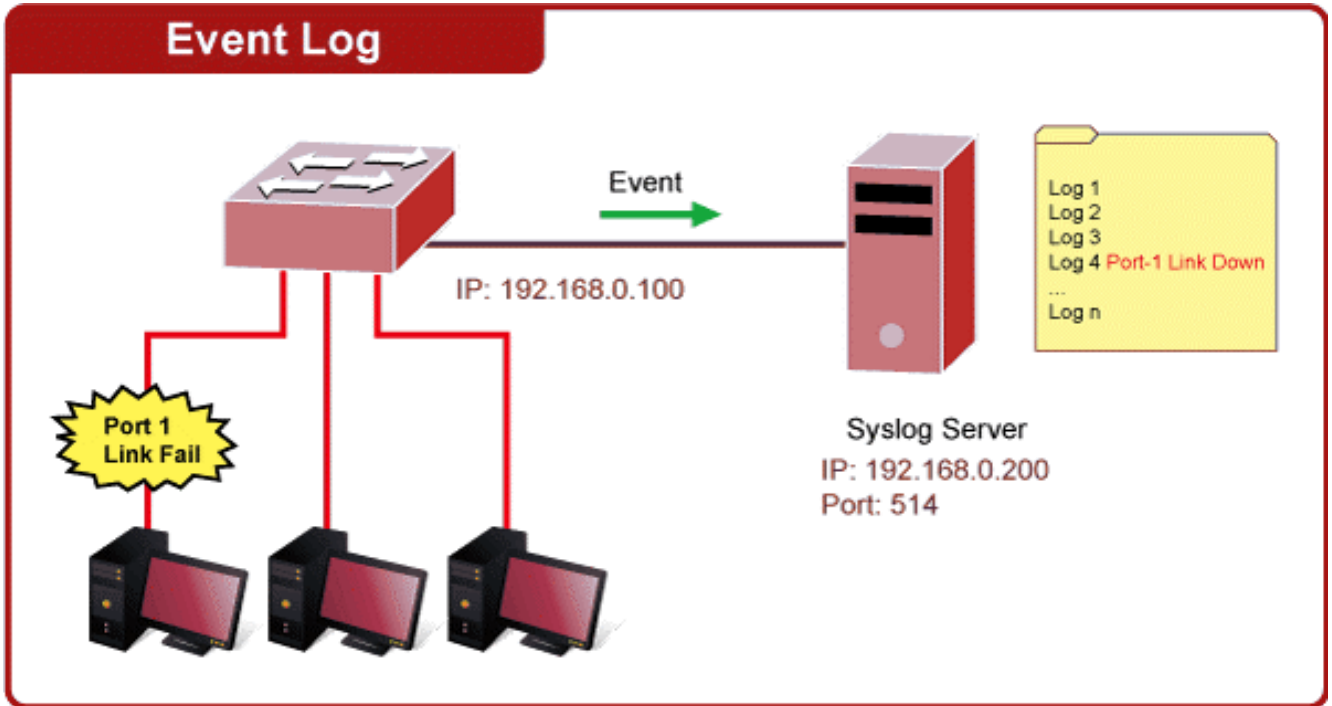 Event Log
Event
IP: 192.168.0.100
Log 1
Log 2
Log 3
Log 4 Port-1 Link Down
...
Log n
Port 1
Link Fail
Syslog Server
IP: 192.168.0.200
Port: 514